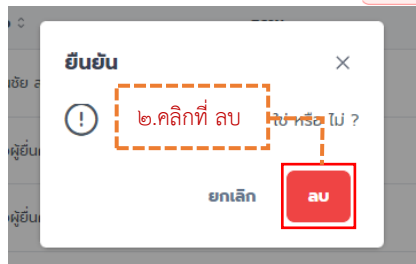 ยืนยัน
๒.คลิกที่ ลบ
ใช่ หรือ ไม่ ?
ยกเลิก
ลบ